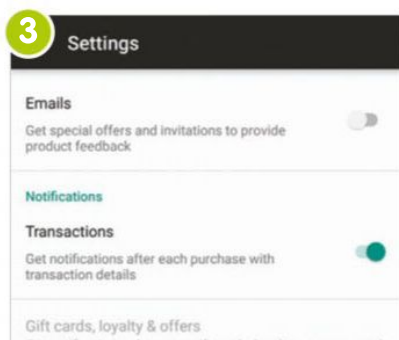 3
Settings
Emails
Get special offers and invitations to provide
product feedback
Notifications
Transactions
Get notifications after each purchase with
transaction details
Gift cards, loyalty & offers